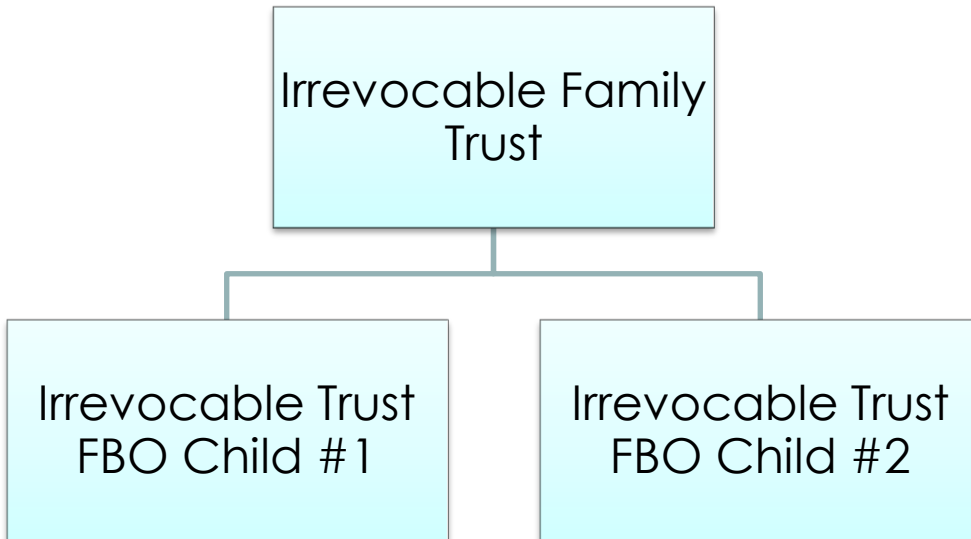 Irrevocable Family
Trust
Irrevocable Trust
FBO Child #1
Irrevocable Trust
FBO Child #2